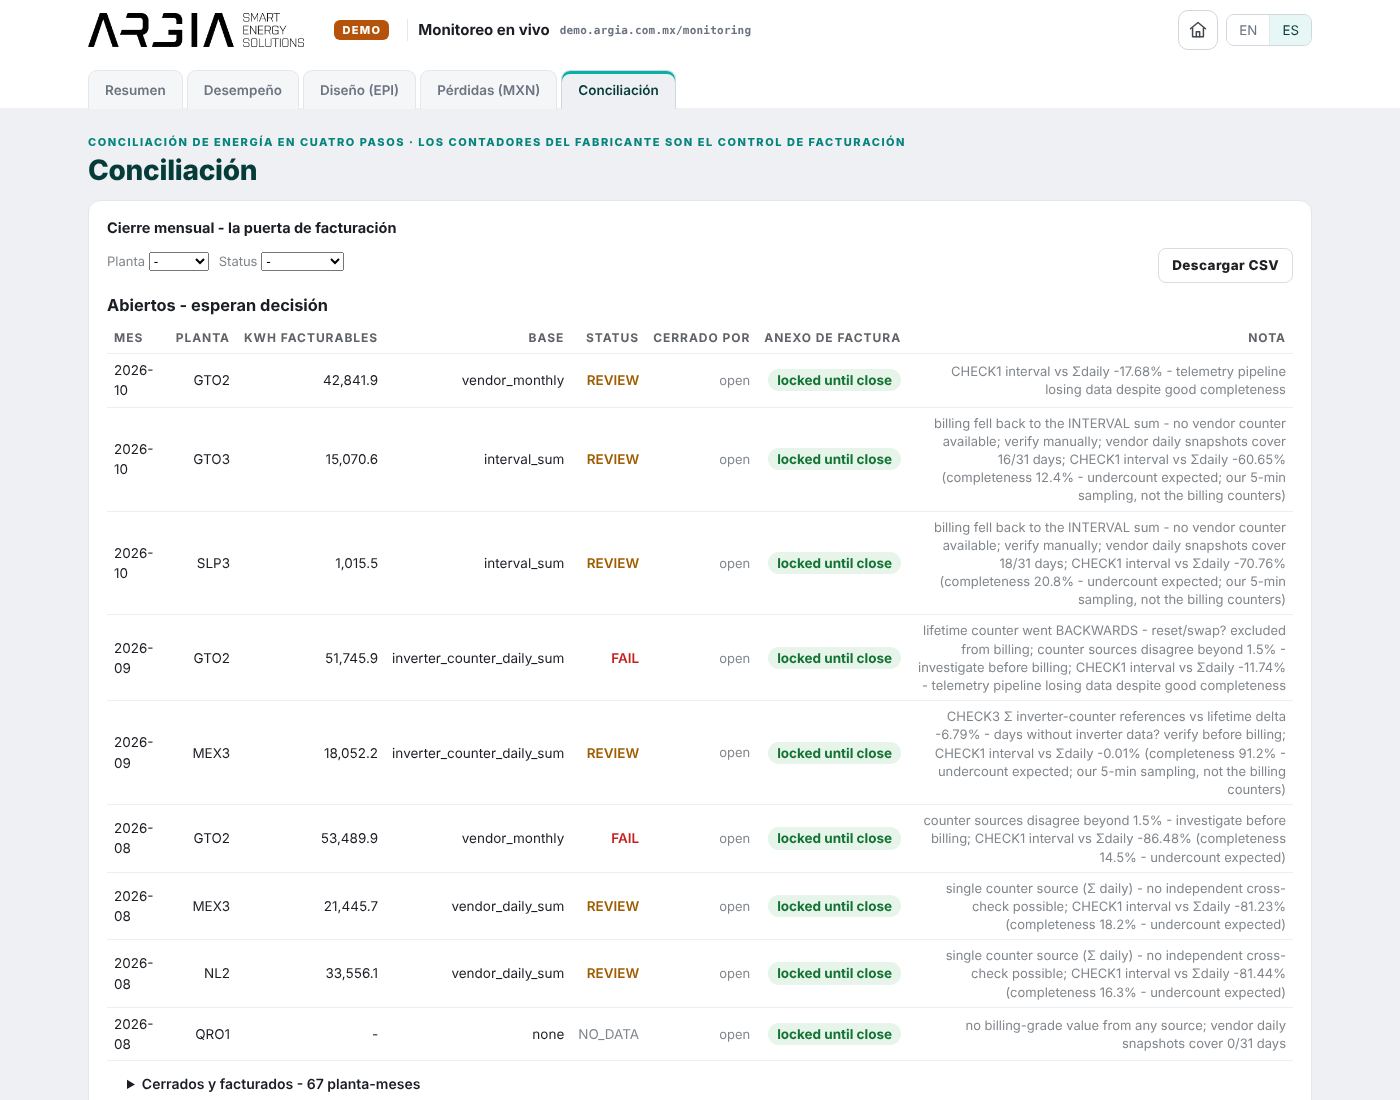 ARGIA SMART
ENERGY
SOLUTIONS
DEMO
Monitoreo en vivo demo.argia.com.mx/monitoring
EN ES
Resumen Desempeño Diseño (EPI) Pérdidas (MXN) Conciliación
CONCILIACIÓN DE ENERGÍA EN CUATRO PASOS · LOS CONTADORES DEL FABRICANTE SON EL CONTROL DE FACTURACIÓN
Conciliación
Cierre mensual - la puerta de facturación
Planta - Status -
Descargar CSV
Abiertos - esperan decisión
MES PLANTA KWH FACTURABLES BASE STATUS CERRADO POR ANEXO DE FACTURA NOTA
2026-
10
GTO2 42,841.9 vendor_monthly REVIEW open locked until close
CHECK1 interval vs Σdaily -17.68% - telemetry pipeline
losing data despite good completeness
2026-
10
GTO3 15,070.6 interval_sum REVIEW open locked until close
billing fell back to the INTERVAL sum - no vendor counter
available; verify manually; vendor daily snapshots cover
16/31 days; CHECK1 interval vs Σdaily -60.65%
(completeness 12.4% - undercount expected; our 5-min
sampling, not the billing counters)
2026-
10
SLP3 1,015.5 interval_sum REVIEW open locked until close
billing fell back to the INTERVAL sum - no vendor counter
available; verify manually; vendor daily snapshots cover
18/31 days; CHECK1 interval vs Σdaily -70.76%
(completeness 20.8% - undercount expected; our 5-min
sampling, not the billing counters)
2026-
09
GTO2 51,745.9 inverter_counter_daily_sum FAIL open locked until close
lifetime counter went BACKWARDS - reset/swap? excluded
from billing; counter sources disagree beyond 1.5% -
investigate before billing; CHECK1 interval vs Σdaily -11.74%
- telemetry pipeline losing data despite good completeness
2026-
09
MEX3 18,052.2 inverter_counter_daily_sum REVIEW open locked until close
CHECK3 Σ inverter-counter references vs lifetime delta
-6.79% - days without inverter data? verify before billing;
CHECK1 interval vs Σdaily -0.01% (completeness 91.2% -
undercount expected; our 5-min sampling, not the billing
counters)
2026-
08
GTO2 53,489.9 vendor_monthly FAIL open locked until close
counter sources disagree beyond 1.5% - investigate before
billing; CHECK1 interval vs Σdaily -86.48% (completeness
14.5% - undercount expected)
2026-
08
MEX3 21,445.7 vendor_daily_sum REVIEW open locked until close
single counter source (Σ daily) - no independent cross-
check possible; CHECK1 interval vs Σdaily -81.23%
(completeness 18.2% - undercount expected)
2026-
08
NL2 33,556.1 vendor_daily_sum REVIEW open locked until close
single counter source (Σ daily) - no independent cross-
check possible; CHECK1 interval vs Σdaily -81.44%
(completeness 16.3% - undercount expected)
2026-
08
QRO1 - none NO_DATA open locked until close
no billing-grade value from any source; vendor daily
snapshots cover 0/31 days
▶ Cerrados y facturados - 67 planta-meses